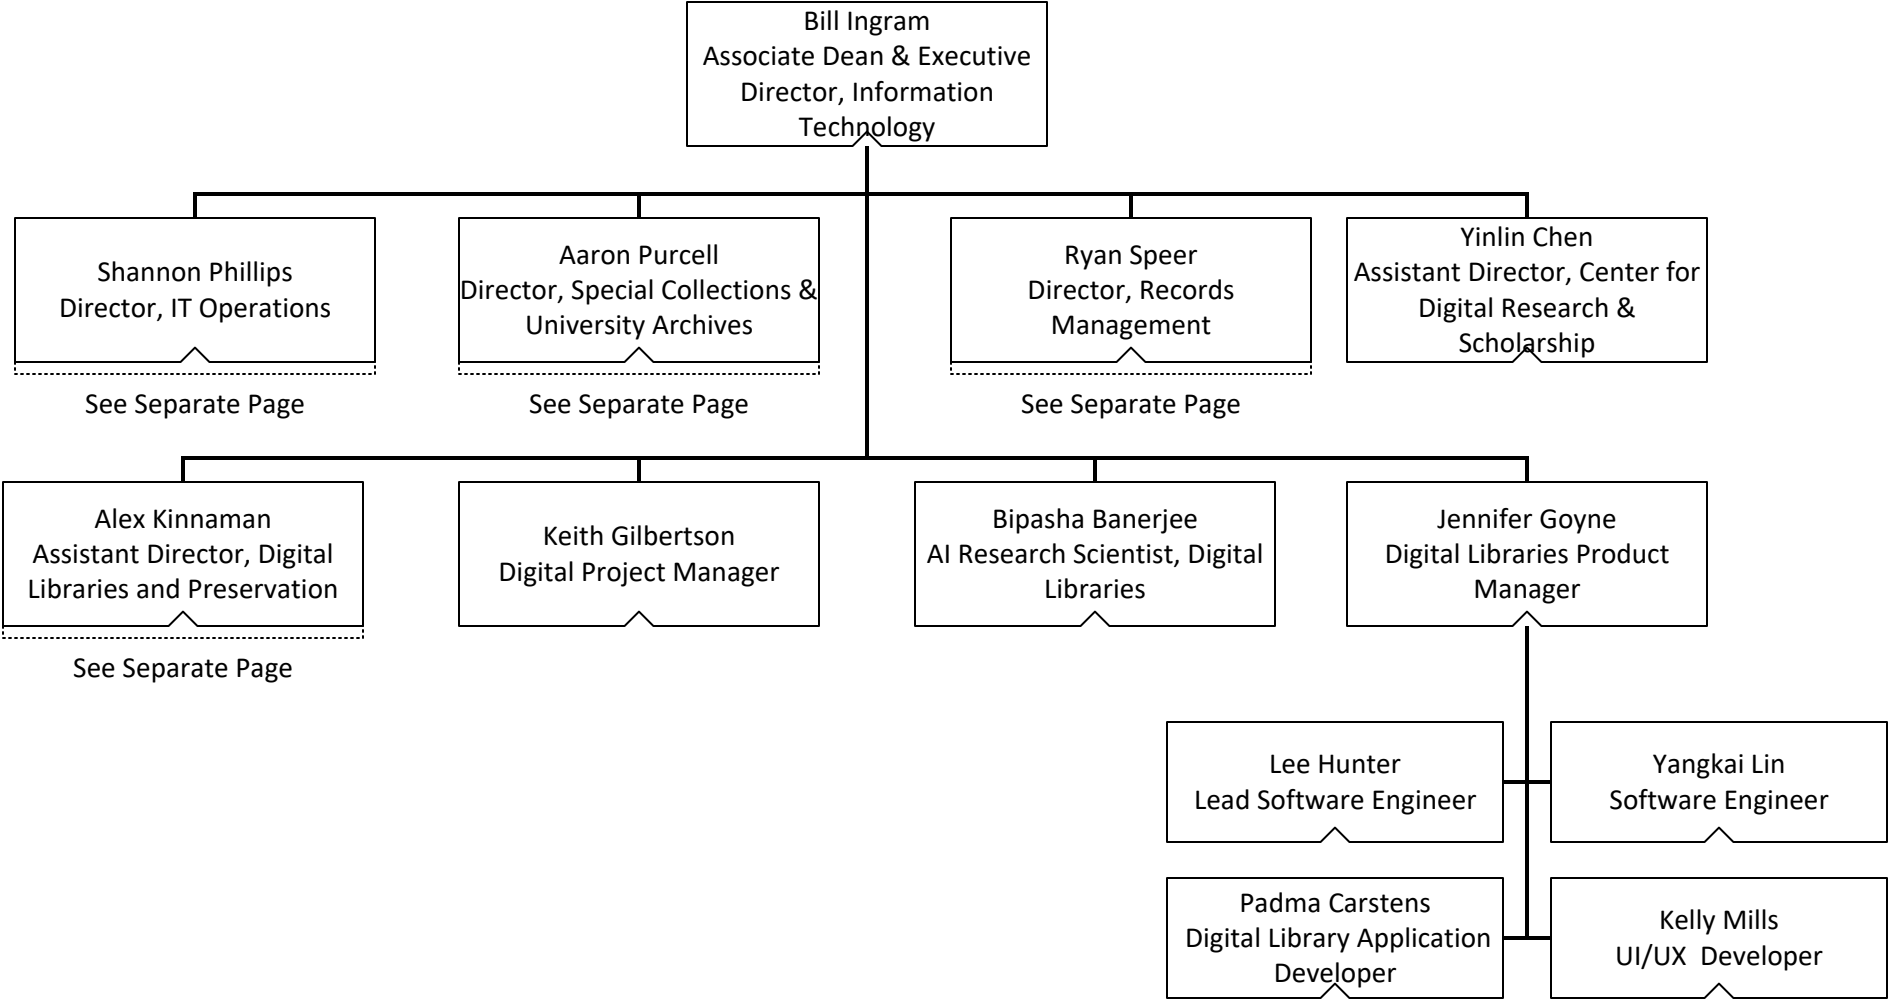 Bill Ingram
Associate Dean & Executive
Director, Information
Technology
Shannon Phillips
Director, IT Operations
See Separate Page
Aaron Purcell
Director, Special Collections &
University Archives
See Separate Page
Ryan Speer
Director, Records
Management
See Separate Page
Yinlin Chen
Assistant Director, Center for
Digital Research &
Scholarship
Alex Kinnaman
Assistant Director, Digital
Libraries and Preservation
See Separate Page
Keith Gilbertson
Digital Project Manager
Bipasha Banerjee
AI Research Scientist, Digital
Libraries
Jennifer Goyne
Digital Libraries Product
Manager
Lee Hunter
Lead Software Engineer
Yangkai Lin
Software Engineer
Padma Carstens
Digital Library Application
Developer
Kelly Mills
UI/UX  Developer